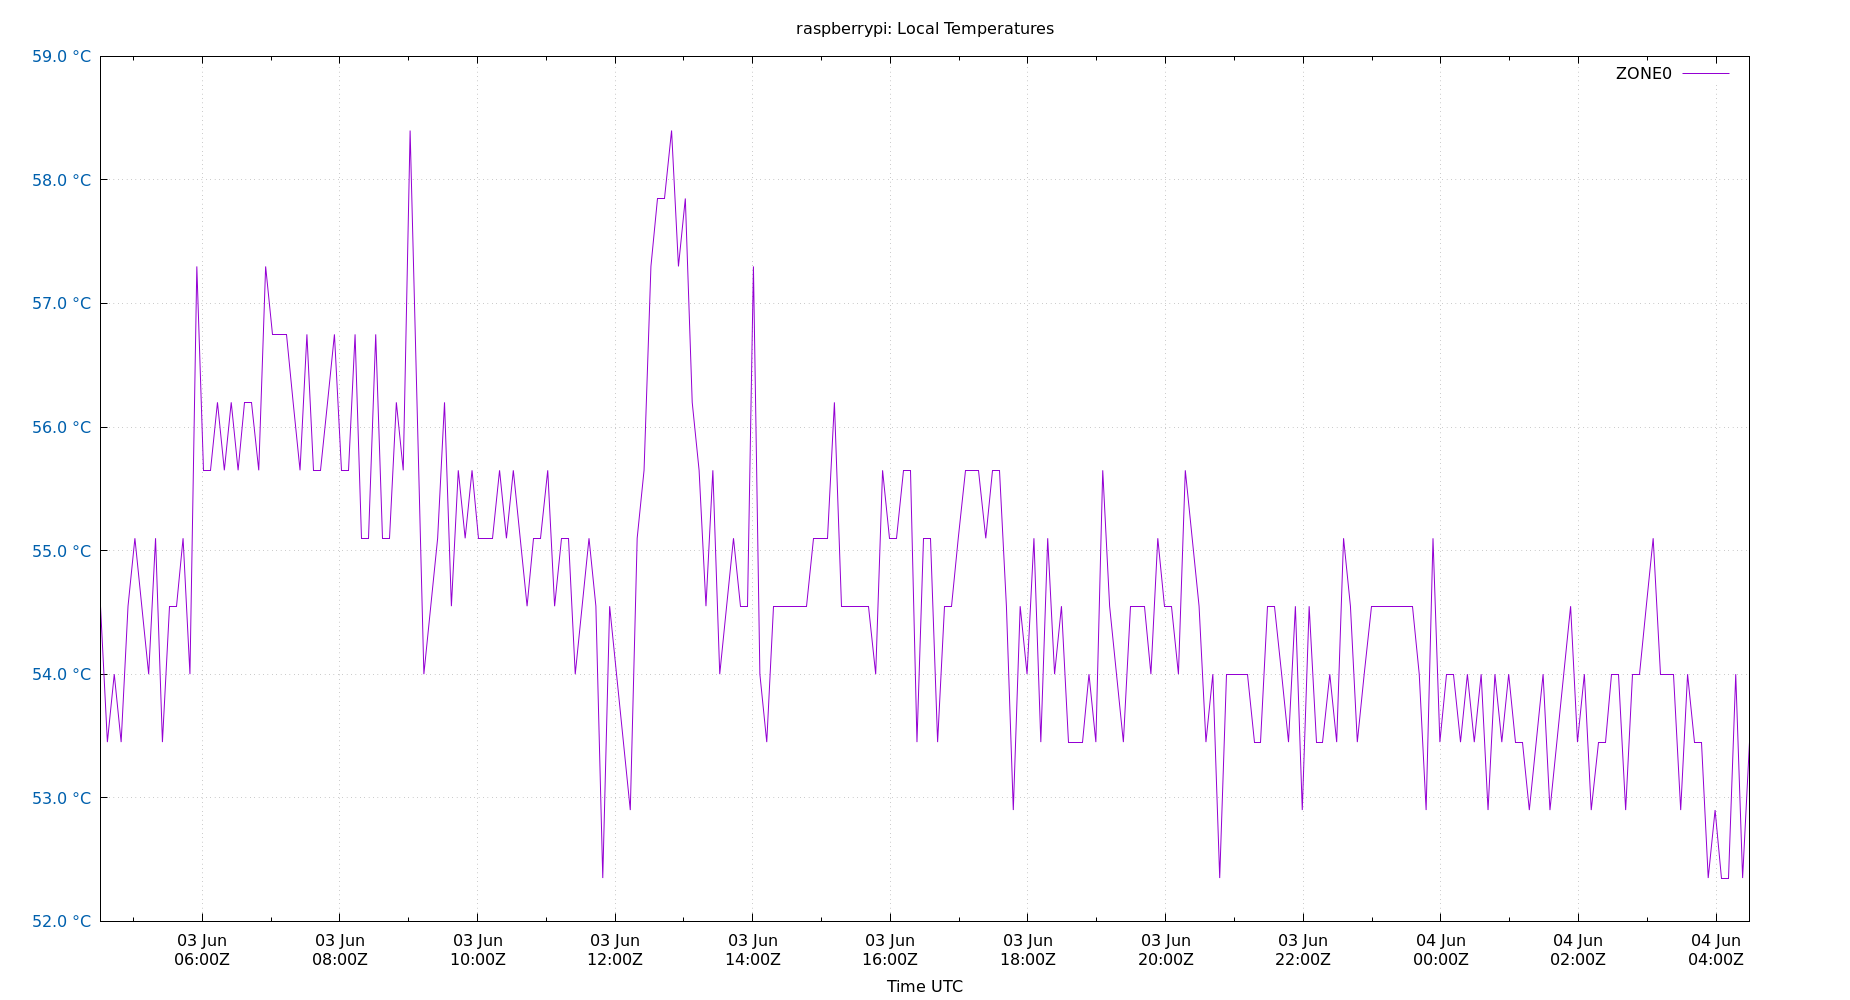 raspberrypi: Local Temperatures
59.0 °C
ZONE0
58.0 °C
57.0 °C
56.0 °C
55.0 °C
54.0 °C
53.0 °C
52.0 °C
03 Jun 03 Jun 03 Jun 03 Jun 03 Jun 03 Jun 03 Jun 03 Jun 03 Jun 04 Jun 04 Jun 04 Jun
06:00Z 08:00Z 10:00Z 12:00Z 14:00Z 16:00Z 18:00Z 20:00Z 22:00Z 00:00Z 02:00Z 04:00Z
Time UTC